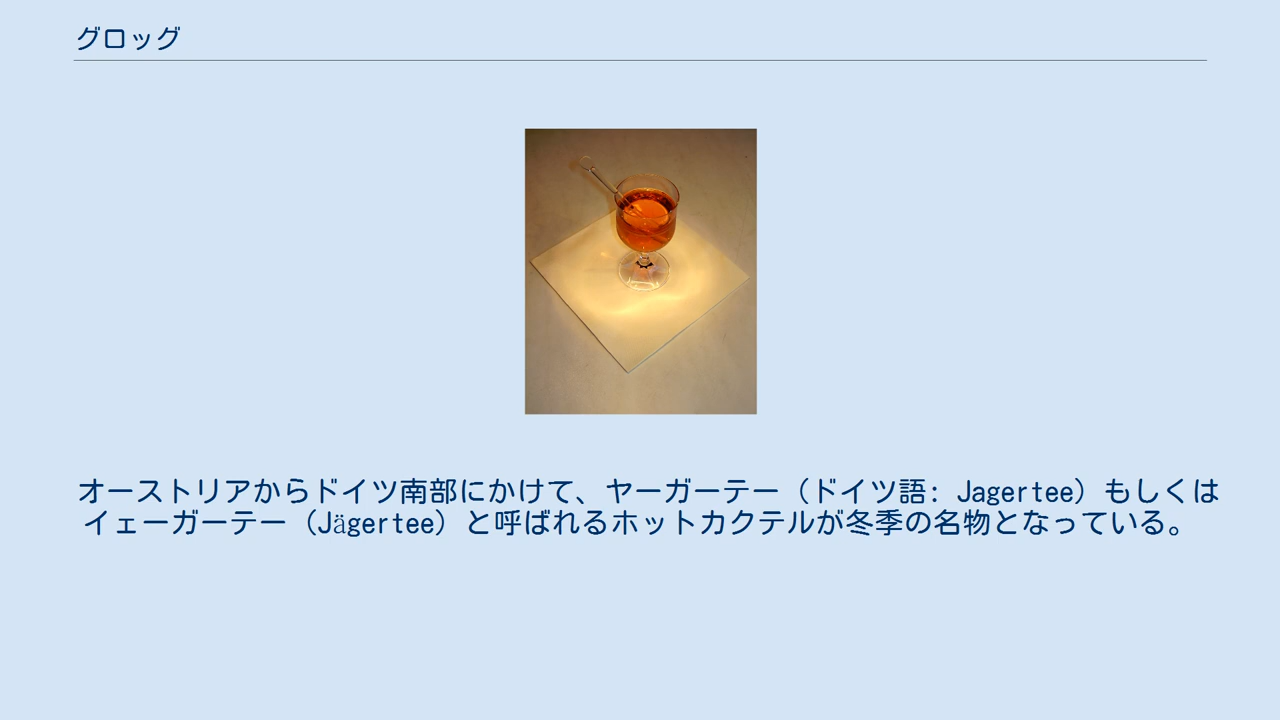 グロッグ
オーストリアからドイツ南部にかけて、ヤーガーテー（ドイツ語: Jagertee）もしくは
イェーガーテー（Jägertee）と呼ばれるホットカクテルが冬季の名物となっている。